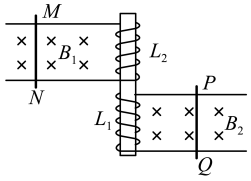 M
× × ×
B₁
L₂
× × ×
N
P
L₁
× × ×
B₂
× × ×
Q